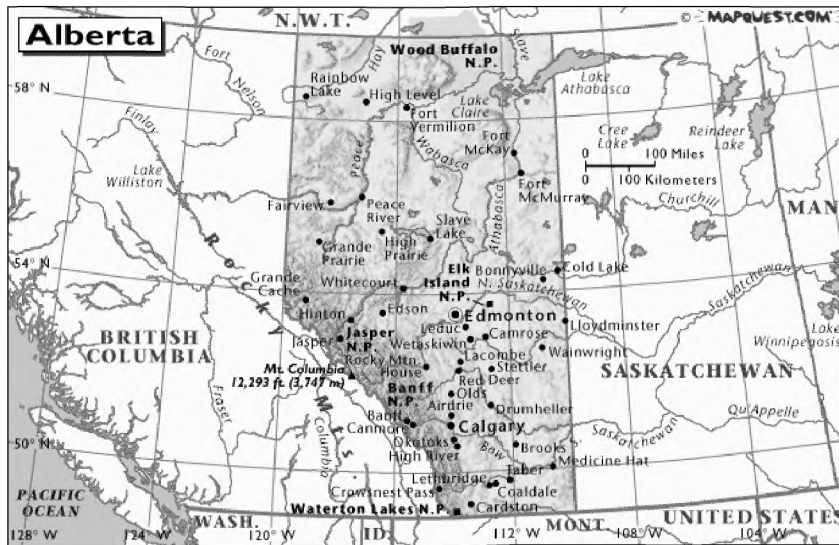 Alberta
N.W.T.
© MAPQUEST.COM
Wood Buffalo
N.P.
Slave
Hay
Fort
Nelson
58° N
Rainbow
Lake
High Level
Fort
Vermilion
Lake
Claire
Lake
Athabasca
Finlay
Lake
Williston
Peace
Wabasca
Fort
McKay
Cree
Lake
Reindeer
Lake
0 100 Miles
0 100 Kilometers
Fort
McMurray
Churchill
MAN
Fairview
Peace
River
Slave
Lake
Athabasca
Grande
Prairie
High
Prairie
54° N
Rocky Mts.
Grande
Cache
Whitecourt
Elk
Island
N.P.
Bonnyville
Cold Lake
N. Saskatchewan
Saskatchewan
Hinton
Edson
Edmonton
Leduc
Lloydminster
Lake
Winnipegosis
BRITISH
COLUMBIA
Jasper
Jasper
N.P.
Wetaskiwin
Camrose
Wainwright
Rocky Mtn.
House
Lacombe
Stettler
Mt. Columbia
12,293 ft. (3,747 m)
Red Deer
SASKATCHEWAN
Banff
N.P.
Olds
Airdrie
Drumheller
Fraser
Columbia
Banff
Canmore
Calgary
Qu'Appelle
S. Saskatchewan
50° N
Okotoks
High River
Bow
Brooks
Medicine Hat
Taber
Lethbridge
Coaldale
Crowsnest Pass
Waterton Lakes N.P.
Cardston
PACIFIC
OCEAN
WASH.
ID.
MONT.
UNITED STATES
128° W
124° W
120° W
112° W
108° W
104° W